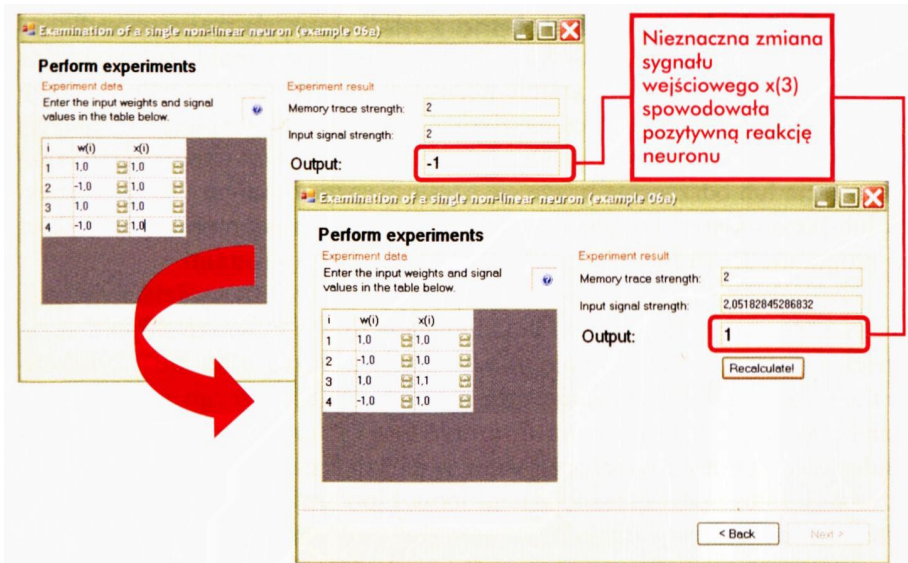 Examination of a single non-linear neuron (example 06a)
Perform experiments
Experiment data
Enter the input weights and signal
values in the table below.
i w(i) x(i)
1 1,0 1,0
2 -1,0 1,0
3 1,0 1,0
4 -1,0 1,0
Experiment result
Memory trace strength: 2
Input signal strength: 2
Output: -1
Nieznaczna zmiana
sygnału
wejściowego x(3)
spowodowała
pozytywną reakcję
neuronu
Examination of a single non-linear neuron (example 06a)
Perform experiments
Experiment data
Enter the input weights and signal
values in the table below.
i w(i) x(i)
1 1,0 1,0
2 -1,0 1,0
3 1,0 1,1
4 -1,0 1,0
Experiment result
Memory trace strength: 2
Input signal strength: 2,05182845286832
Output: 1
Recalculate!
< Back
Next >